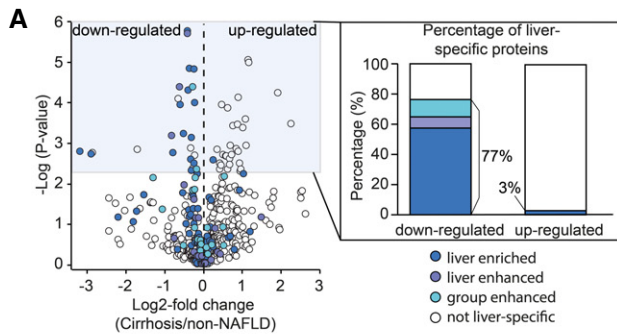 A
down-regulated
up-regulated
6
5
4
3
2
1
0
-Log (P-value)
-3
-2
-1
0
1
2
3
Log2-fold change
(Cirrhosis/non-NAFLD)
Percentage of liver-
specific proteins
100
80
60
40
20
0
Percentage (%)
77%
3%
down-regulated
up-regulated
liver enriched
liver enhanced
group enhanced
not liver-specific